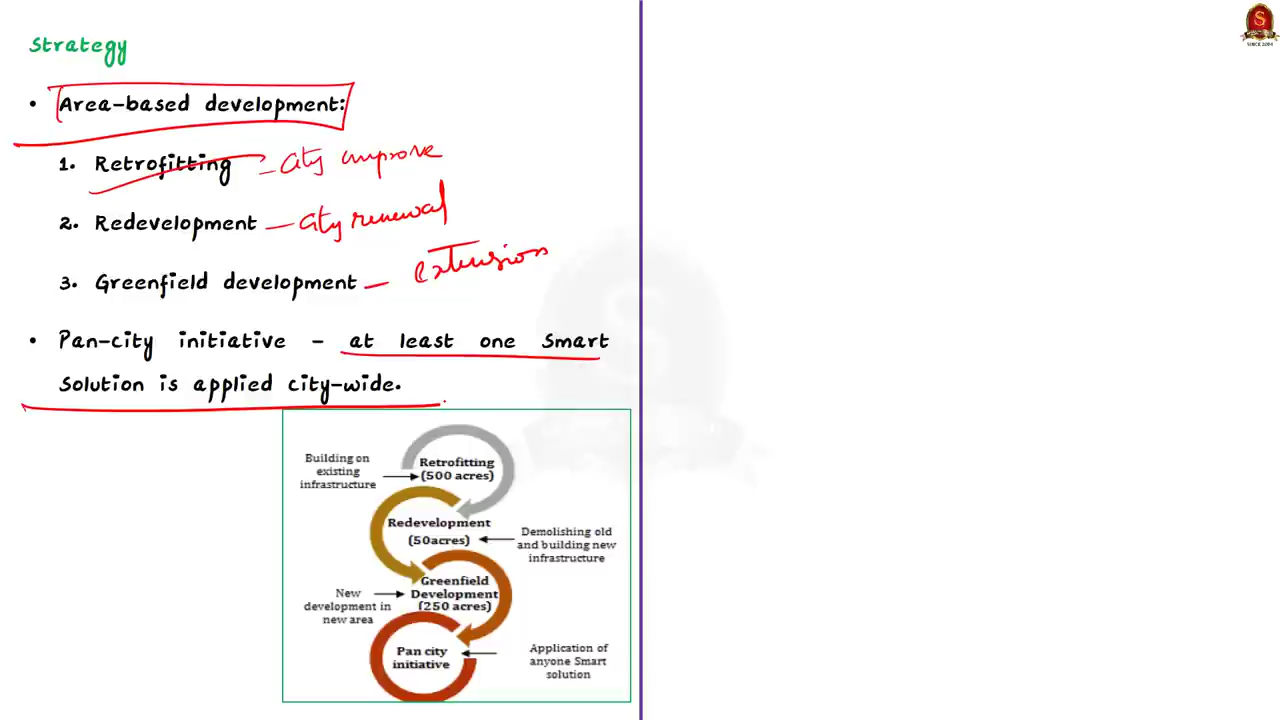 Strategy
• Area-based development:
1. Retrofitting - City improve
2. Redevelopment - City renewal
3. Greenfield development - extension
• Pan-city initiative - at least one Smart
Solution is applied city-wide.
Building on
existing
infrastructure
Retrofitting
(500 acres)
Redevelopment
(50acres)
Demolishing old
and building new
infrastructure
New
development in
new area
Greenfield
Development
(250 acres)
Pan city
initiative
Application of
anyone Smart
solution
S
SINCE 2004